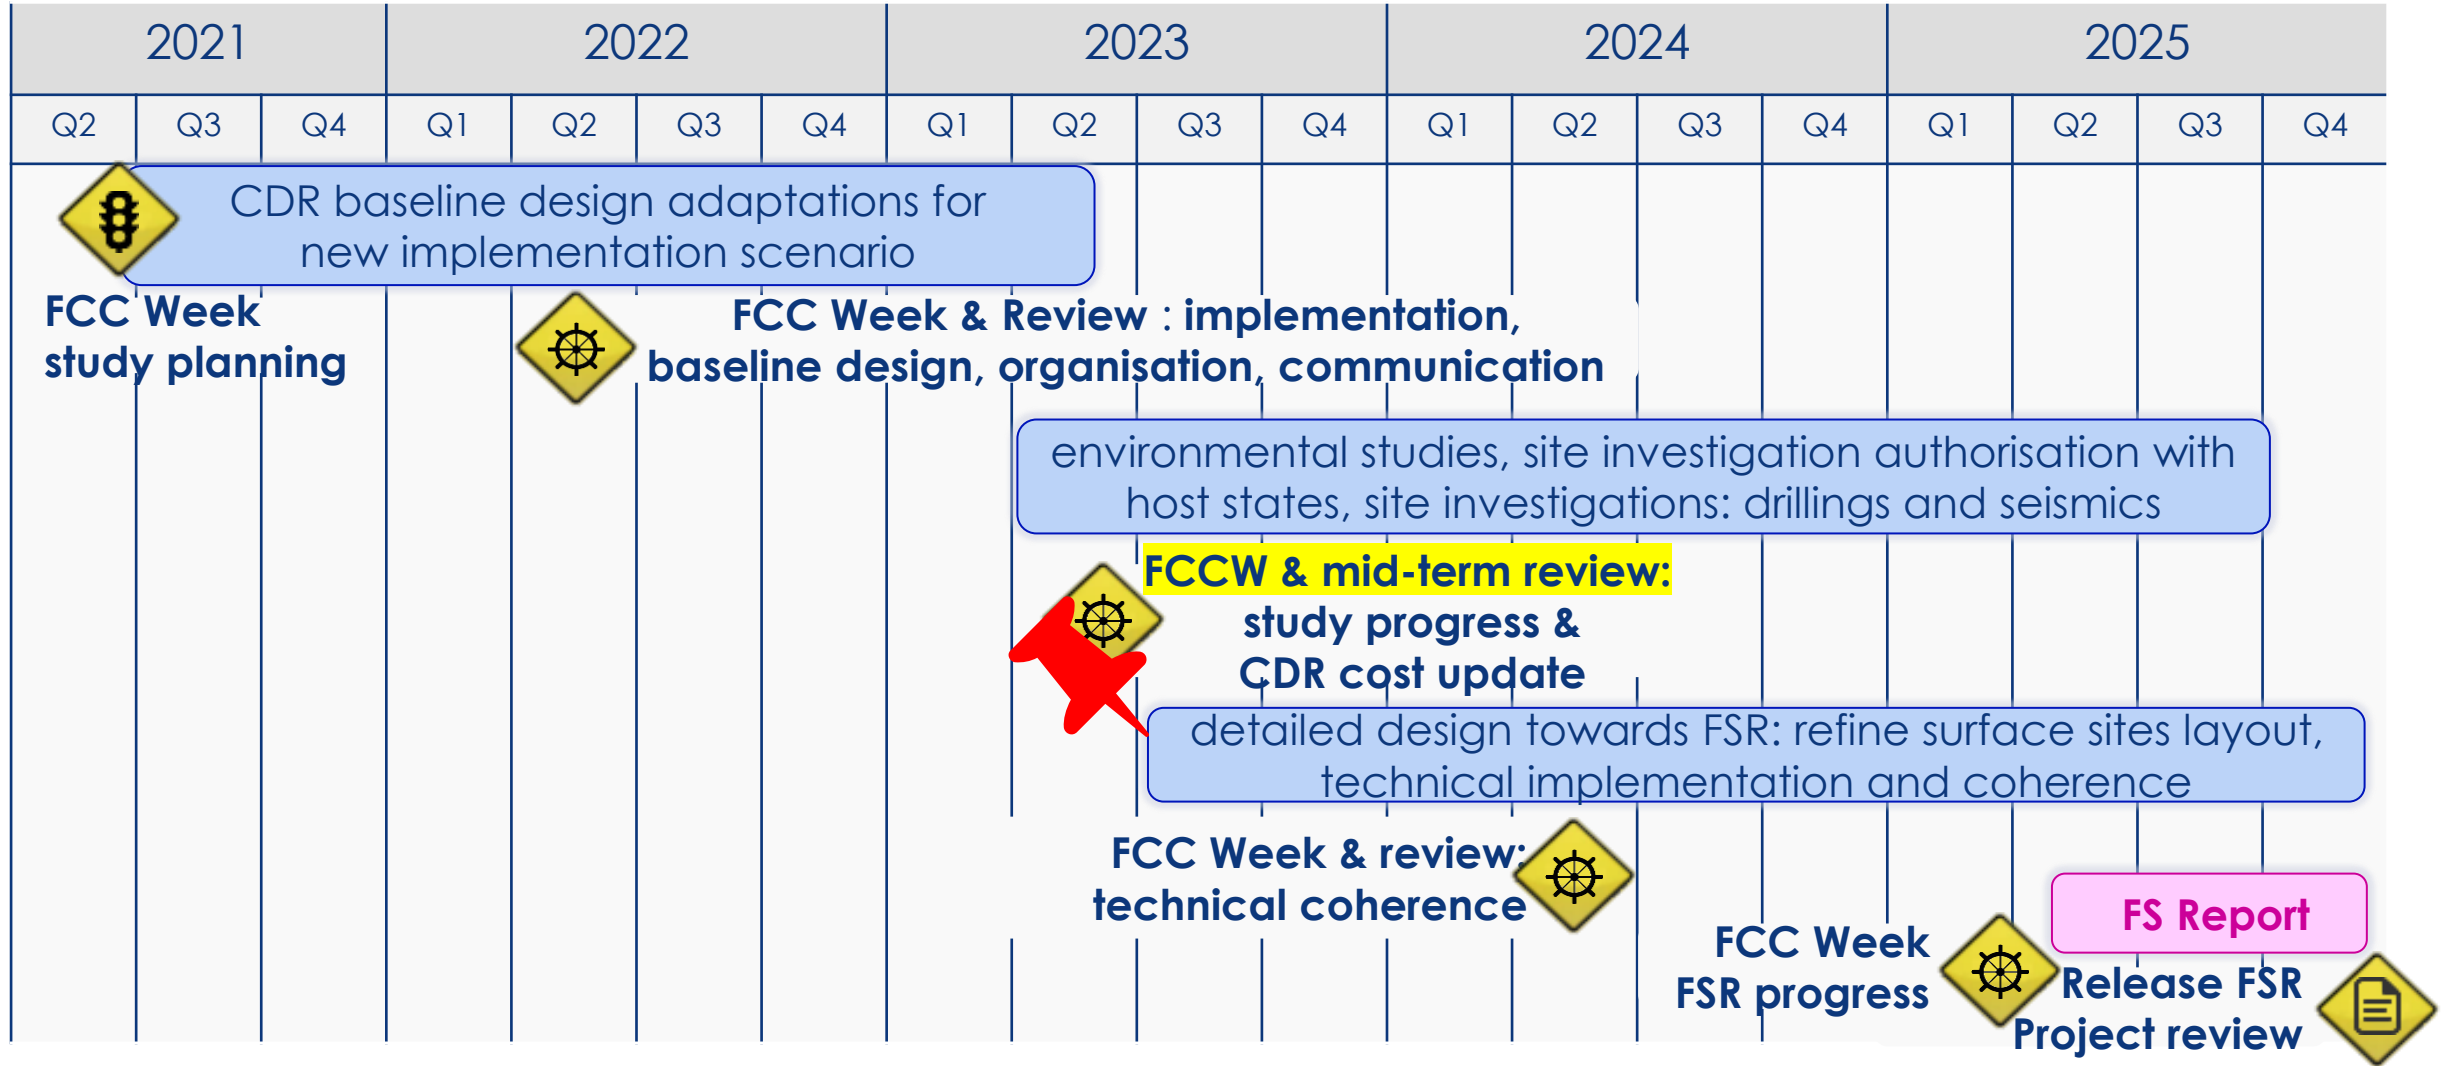 2021 2022 2023 2024 2025
Q2 Q3 Q4 Q1 Q2 Q3 Q4 Q1 Q2 Q3 Q4 Q1 Q2 Q3 Q4 Q1 Q2 Q3 Q4
CDR baseline design adaptations for
new implementation scenario
FCC Week
study planning
FCC Week & Review : implementation,
baseline design, organisation, communication
environmental studies, site investigation authorisation with
host states, site investigations: drillings and seismics
FCCW & mid-term review:
study progress &
CDR cost update
detailed design towards FSR: refine surface sites layout,
technical implementation and coherence
FCC Week & review:
technical coherence
FS Report
FCC Week
FSR progress
Release FSR
Project review